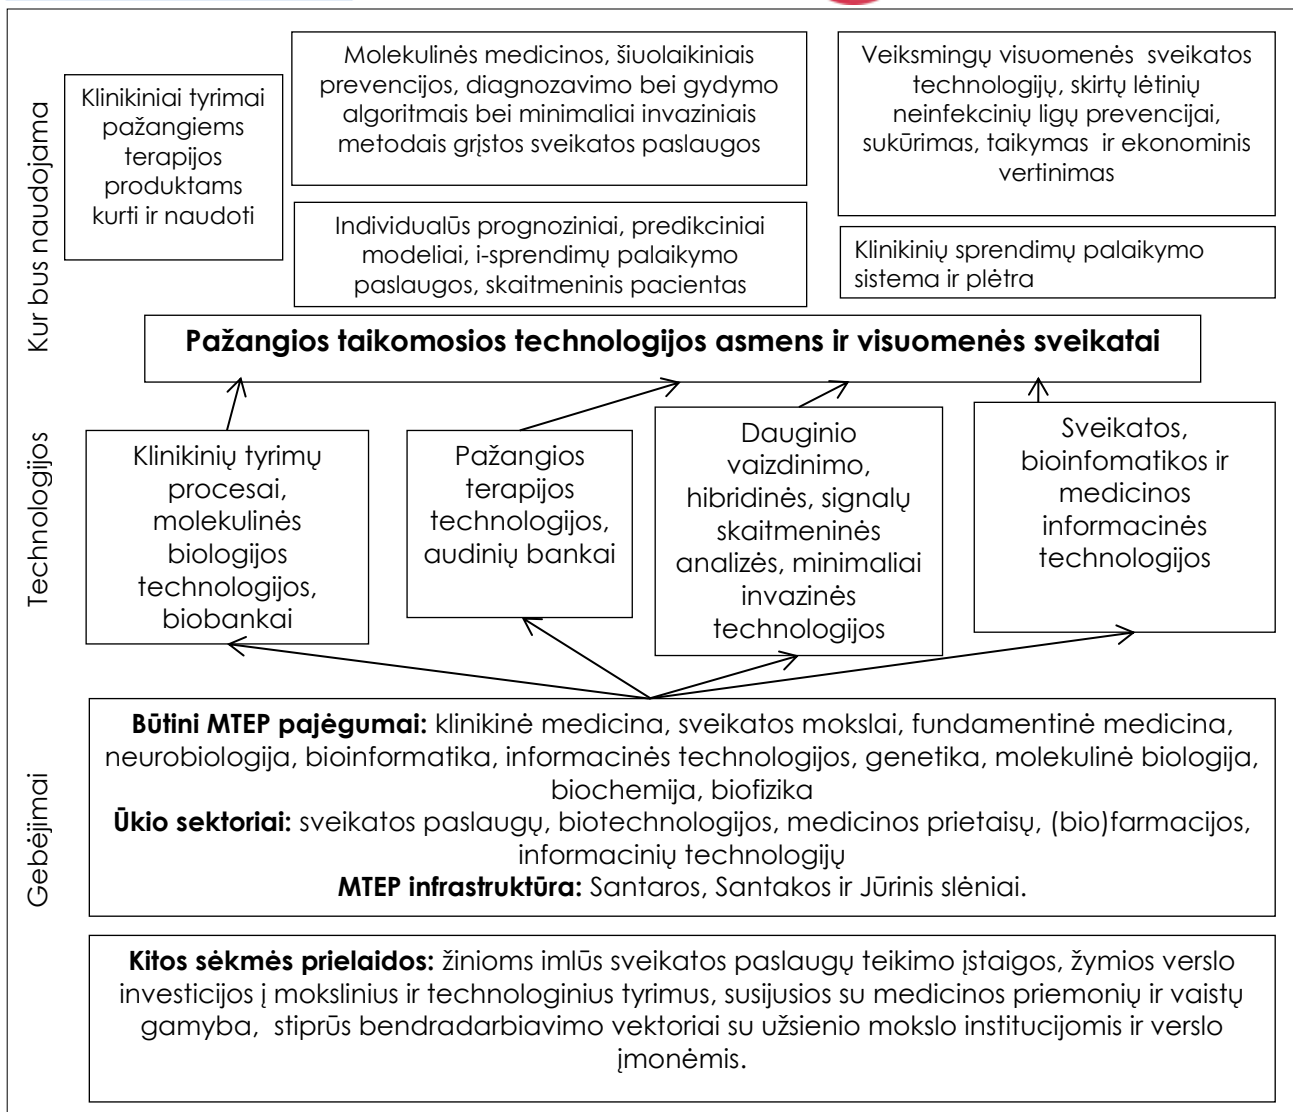 Kur bus naudojama
Klinikiniai tyrimai
pažangiems
terapijos
produktams
kurti ir naudoti
Molekulinės medicinos, šiuolaikiniais
prevencijos, diagnozavimo bei gydymo
algoritmais bei minimaliai invaziniais
metodais grįstos sveikatos paslaugos
Veiksmingų visuomenės sveikatos
technologijų, skirtų lėtinių
neinfekcinių ligų prevencijai,
sukūrimas, taikymas ir ekonominis
vertinimas
Individualūs prognoziniai, predikciniai
modeliai, i-sprendimų palaikymo
paslaugos, skaitmeninis pacientas
Klinikinių sprendimų palaikymo
sistema ir plėtra
Pažangios taikomosios technologijos asmens ir visuomenės sveikatai
Technologijos
Klinikinių tyrimų
procesai,
molekulinės
biologijos
technologijos,
biobankai
Pažangios
terapijos
technologijos,
audinių bankai
Dauginio
vaizdinimo,
hibridinės, signalų
skaitmeninės
analizės, minimaliai
invazinės
technologijos
Sveikatos,
bioinfomatikos ir
medicinos
informacinės
technologijos
Gebėjimai
Būtini MTEP pajėgumai: klinikinė medicina, sveikatos mokslai, fundamentinė medicina,
neurobiologija, bioinformatika, informacinės technologijos, genetika, molekulinė biologija,
biochemija, biofizika
Ūkio sektoriai: sveikatos paslaugų, biotechnologijos, medicinos prietaisų, (bio)farmacijos,
informacinių technologijų
MTEP infrastruktūra: Santaros, Santakos ir Jūrinis slėniai.
Kitos sėkmės prielaidos: žinioms imlūs sveikatos paslaugų teikimo įstaigos, žymios verslo
investicijos į mokslinius ir technologinius tyrimus, susijusios su medicinos priemonių ir vaistų
gamyba, stiprūs bendradarbiavimo vektoriai su užsienio mokslo institucijomis ir verslo
įmonėmis.